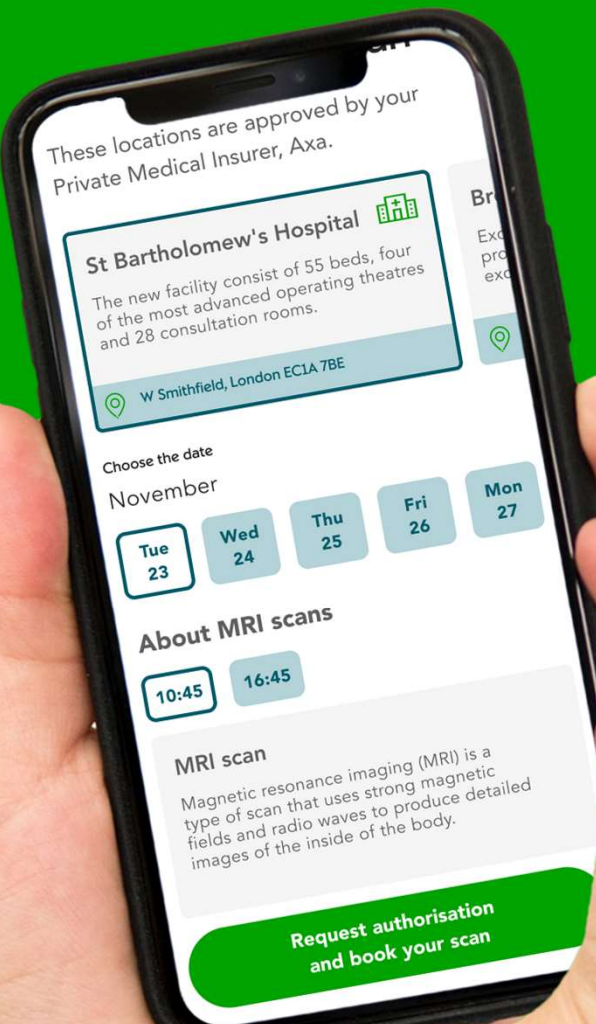 These locations are approved by your
Private Medical Insurer, Axa.
St Bartholomew's Hospital
The new facility consist of 55 beds, four
of the most advanced operating theatres
and 28 consultation rooms.
W Smithfield, London EC1A 7BE
Choose the date
November
Tue
23
Wed
24
Thu
25
Fri
26
Mon
27
About MRI scans
10:45
16:45
MRI scan
Magnetic resonance imaging (MRI) is a
type of scan that uses strong magnetic
fields and radio waves to produce detailed
images of the inside of the body.
Request authorisation
and book your scan